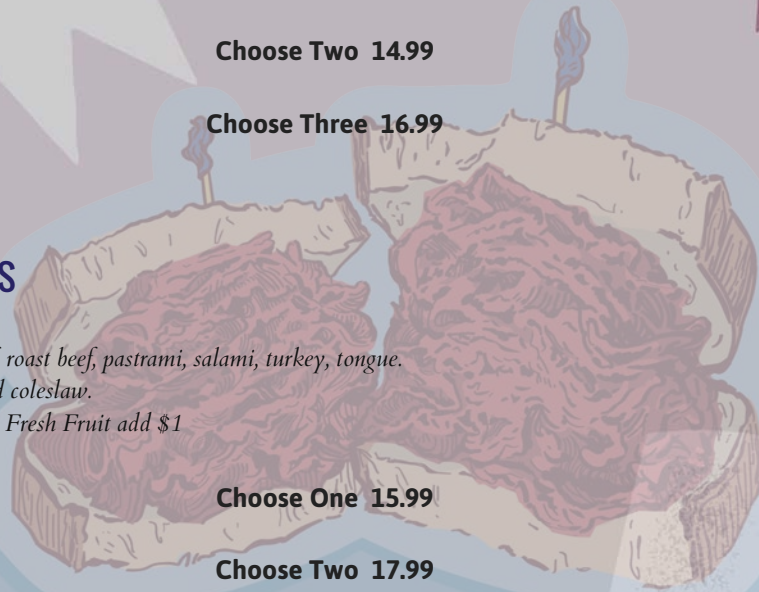 Choose Two 14.99
Choose Three 16.99
S
roast beef, pastrami, salami, turkey, tongue.
coleslaw.
Fresh Fruit add $1
Choose One 15.99
Choose Two 17.99